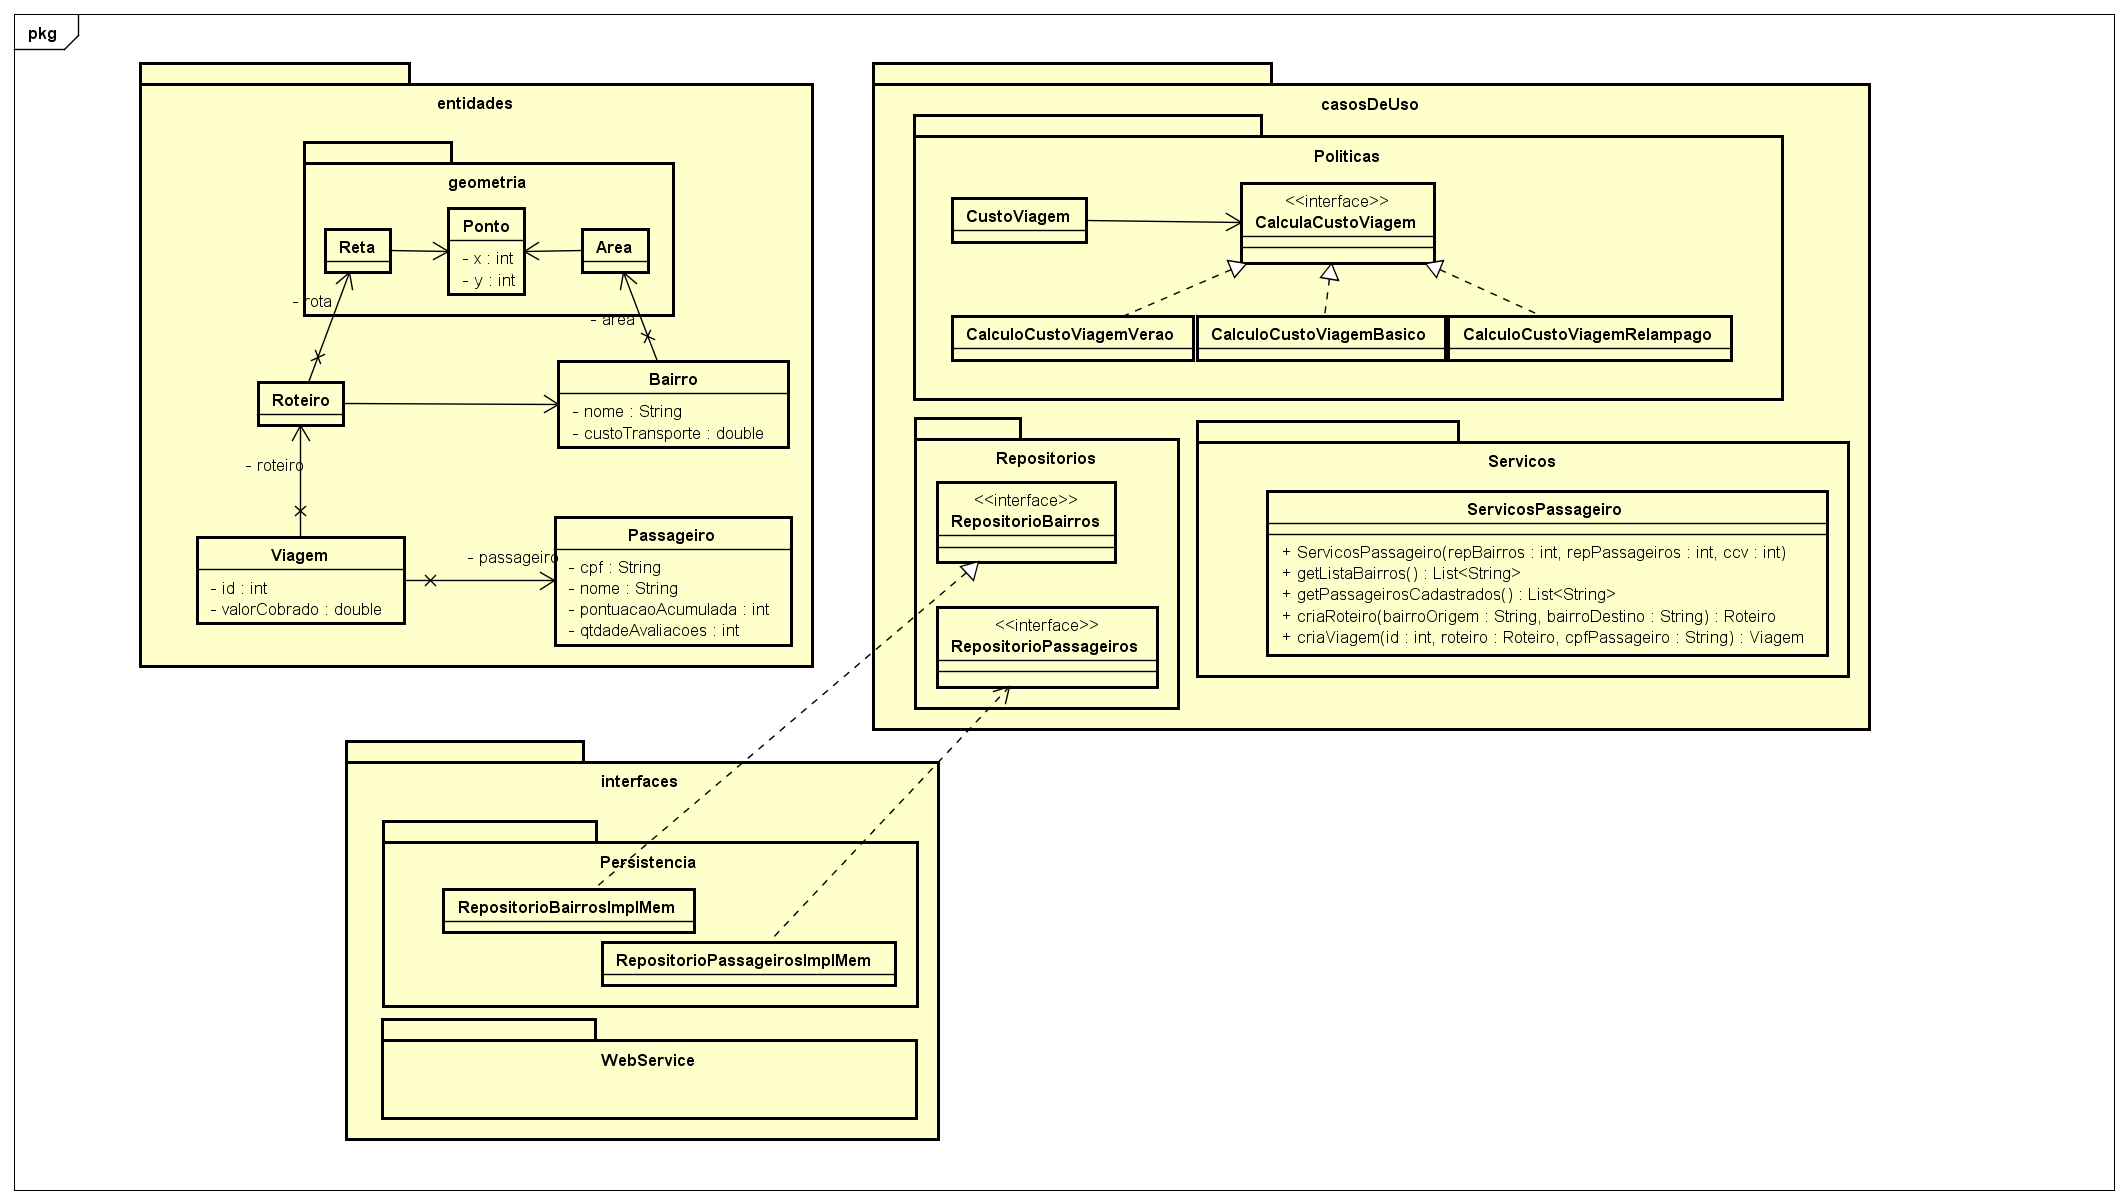 pkg
entidades
geometria
Reta
Ponto
- x : int
- y : int
Area
- rota
- area
Roteiro
Bairro
- nome : String
- custoTransporte : double
- roteiro
Viagem
- id : int
- valorCobrado : double
- passageiro
Passageiro
- cpf : String
- nome : String
- pontuacaoAcumulada : int
- qtdadeAvaliacoes : int
casosDeUso
Politicas
CustoViagem
<<interface>>
CalculaCustoViagem
CalculoCustoViagemVerao
CalculoCustoViagemBasico
CalculoCustoViagemRelampago
Repositorios
<<interface>>
RepositorioBairros
<<interface>>
RepositorioPassageiros
Servicos
ServicosPassageiro
+ ServicosPassageiro(repBairros : int, repPassageiros : int, ccv : int)
+ getListaBairros() : List<String>
+ getPassageirosCadastrados() : List<String>
+ criaRoteiro(bairroOrigem : String, bairroDestino : String) : Roteiro
+ criaViagem(id : int, roteiro : Roteiro, cpfPassageiro : String) : Viagem
interfaces
Persistencia
RepositorioBairrosImplMem
RepositorioPassageirosImplMem
WebService